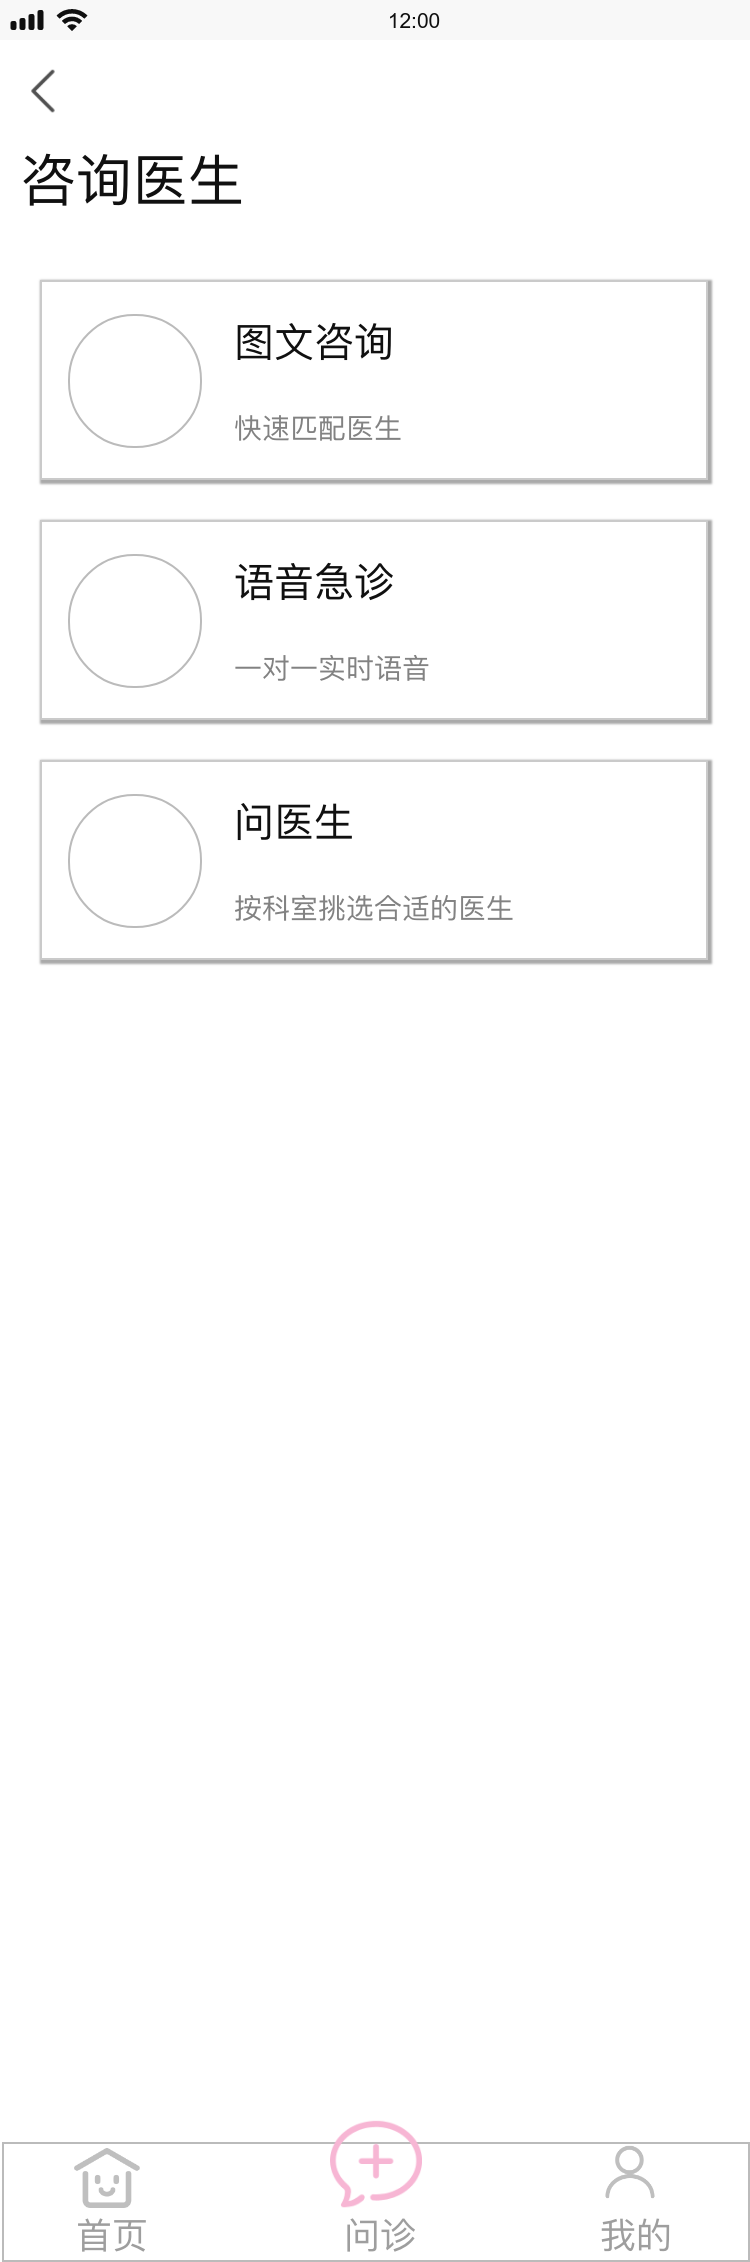 12:00
咨询医生
图文咨询
快速匹配医生
语音急诊
一对一实时语音
问医生
按科室挑选合适的医生
首页
问诊
我的